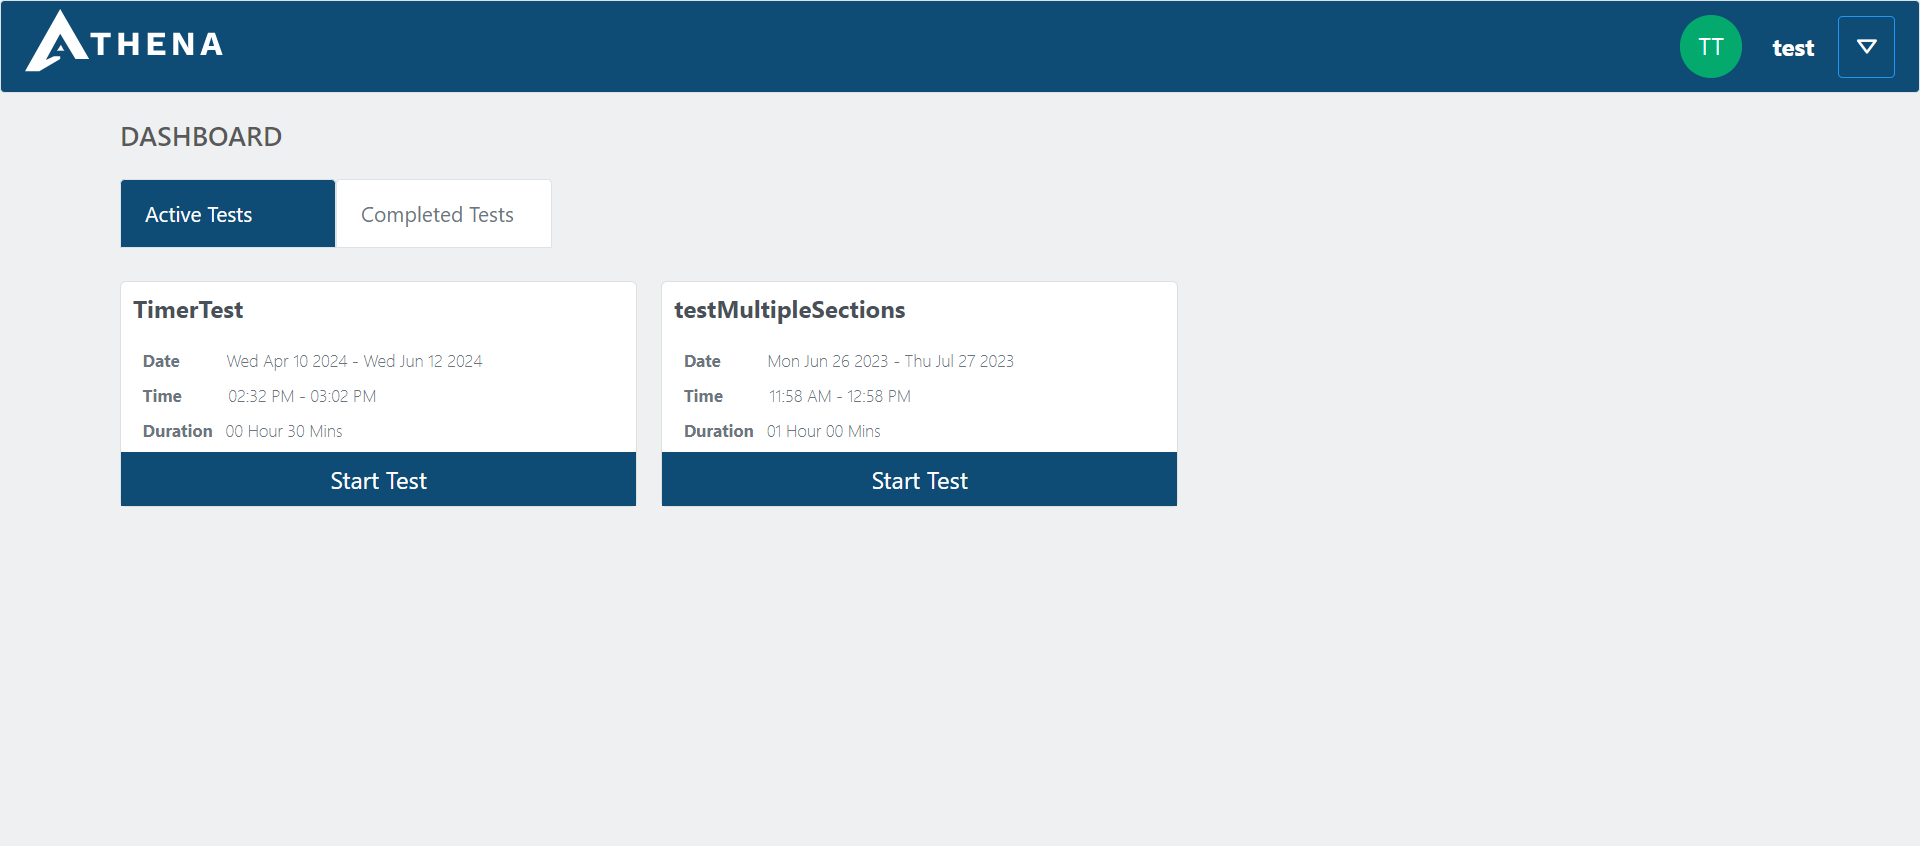 ATHENA
TT
test
DASHBOARD
Active Tests
Completed Tests
TimerTest
Date Wed Apr 10 2024 - Wed Jun 12 2024
Time 02:32 PM - 03:02 PM
Duration 00 Hour 30 Mins
Start Test
testMultipleSections
Date Mon Jun 26 2023 - Thu Jul 27 2023
Time 11:58 AM - 12:58 PM
Duration 01 Hour 00 Mins
Start Test